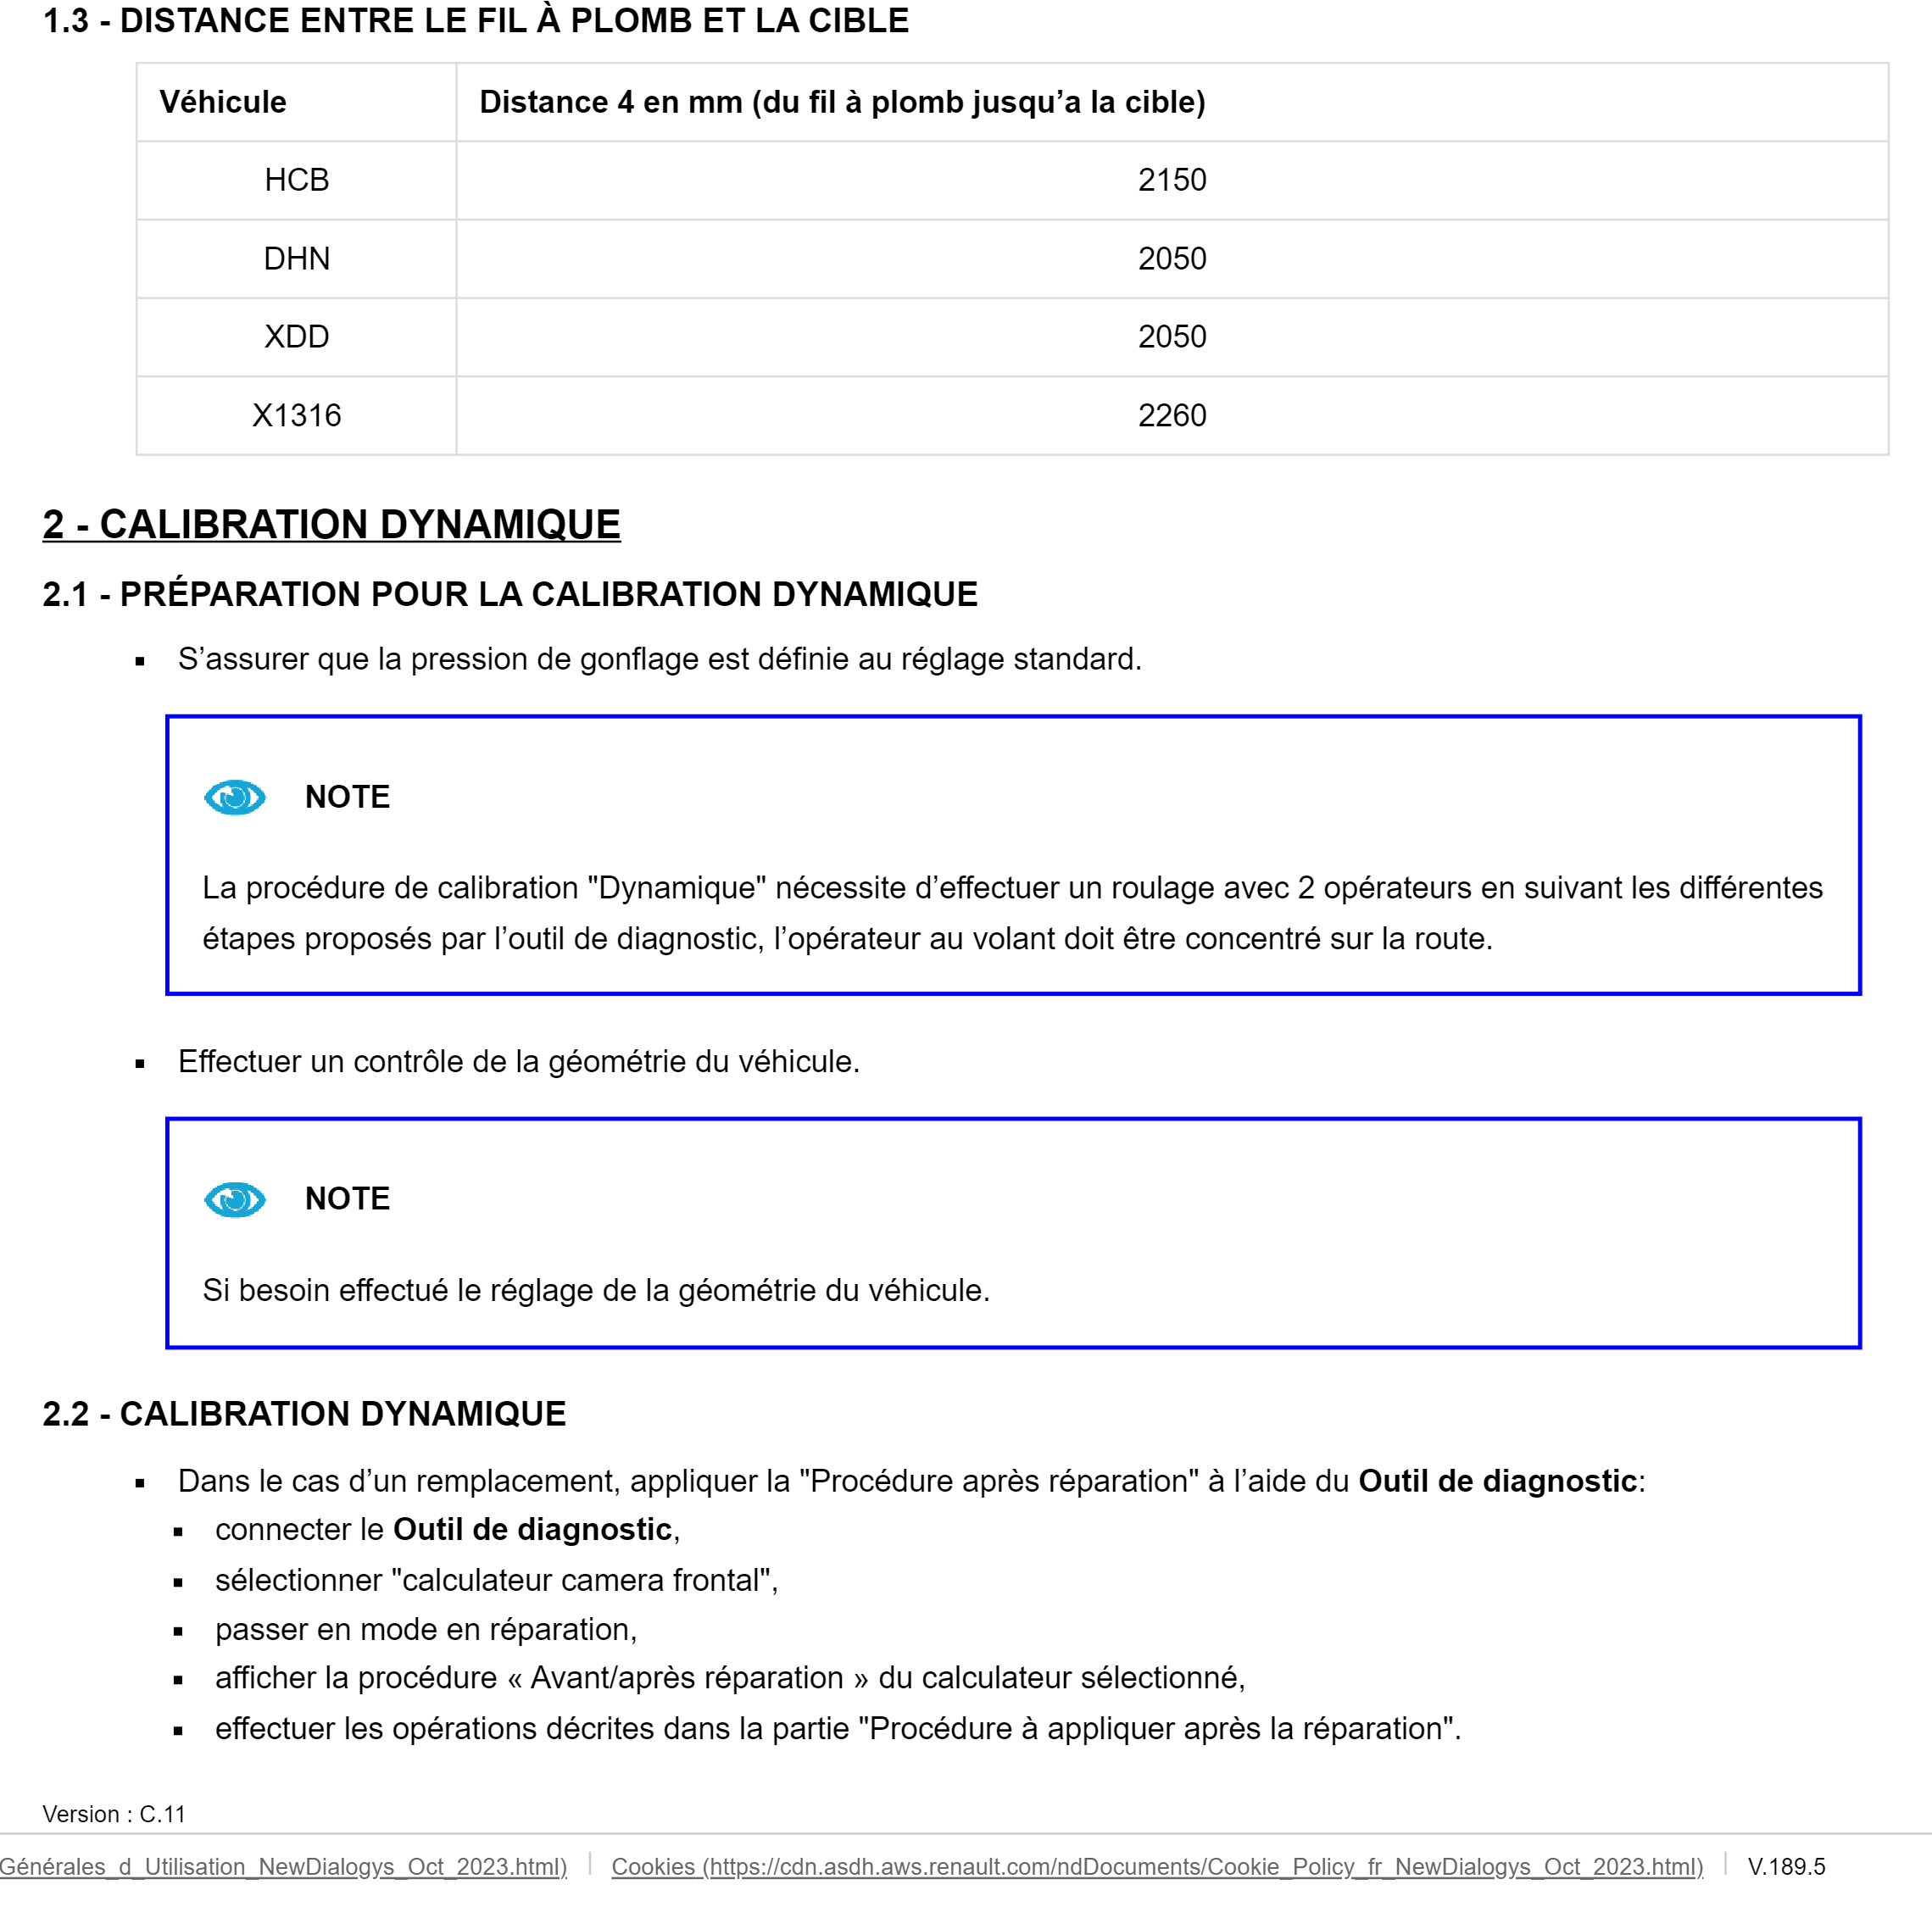 1.3 - DISTANCE ENTRE LE FIL À PLOMB ET LA CIBLE
Véhicule Distance 4 en mm (du fil à plomb jusqu’a la cible)
HCB 2150
DHN 2050
XDD 2050
X1316 2260
2 - CALIBRATION DYNAMIQUE
2.1 - PRÉPARATION POUR LA CALIBRATION DYNAMIQUE
▪ S’assurer que la pression de gonflage est définie au réglage standard.
NOTE
La procédure de calibration "Dynamique" nécessite d’effectuer un roulage avec 2 opérateurs en suivant les différentes
étapes proposés par l’outil de diagnostic, l’opérateur au volant doit être concentré sur la route.
▪ Effectuer un contrôle de la géométrie du véhicule.
NOTE
Si besoin effectué le réglage de la géométrie du véhicule.
2.2 - CALIBRATION DYNAMIQUE
▪ Dans le cas d’un remplacement, appliquer la "Procédure après réparation" à l’aide du Outil de diagnostic:
▪ connecter le Outil de diagnostic,
▪ sélectionner "calculateur camera frontal",
▪ passer en mode en réparation,
▪ afficher la procédure « Avant/après réparation » du calculateur sélectionné,
▪ effectuer les opérations décrites dans la partie "Procédure à appliquer après la réparation".
Version : C.11
Générales_d_Utilisation_NewDialogys_Oct_2023.html) | Cookies (https://cdn.asdh.aws.renault.com/ndDocuments/Cookie_Policy_fr_NewDialogys_Oct_2023.html) | V.189.5